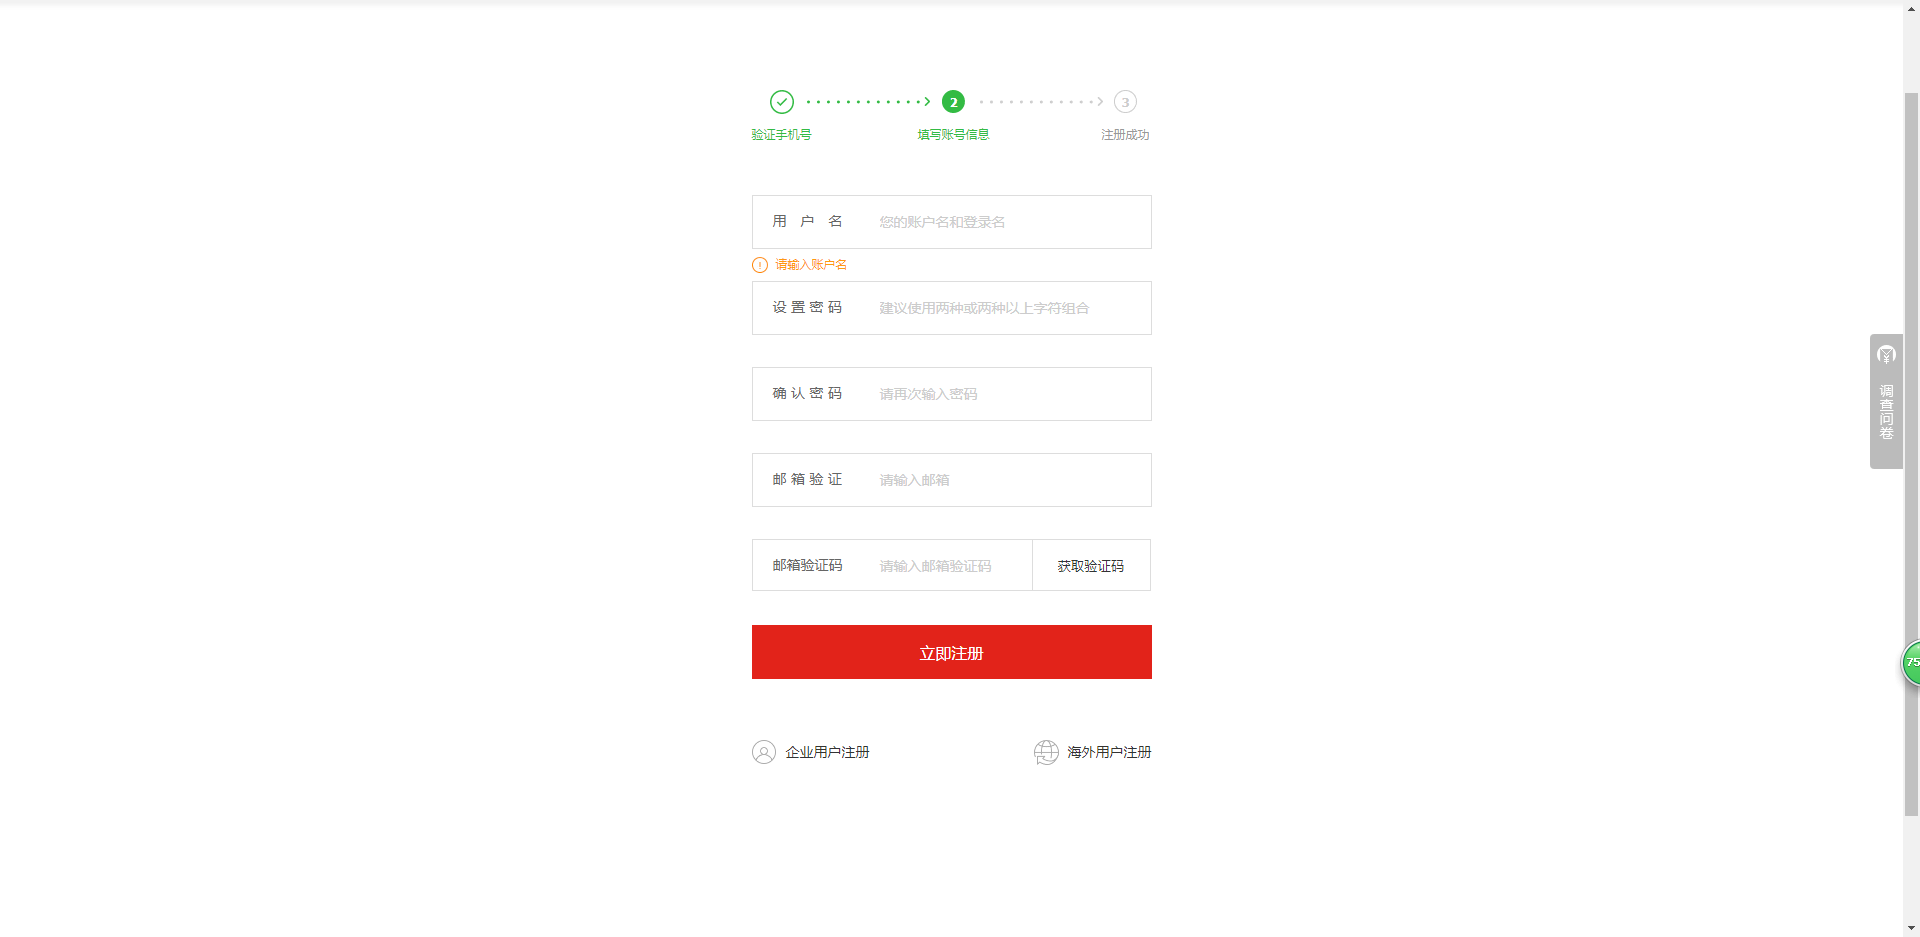 2
3
验证手机号
填写账号信息
注册成功
用户名
您的账户名和登录名
请输入账户名
设置密码
建议使用两种或两种以上字符组合
确认密码
请再次输入密码
邮箱验证
请输入邮箱
邮箱验证码
请输入邮箱验证码
获取验证码
立即注册
企业用户注册
海外用户注册
调查问卷
75